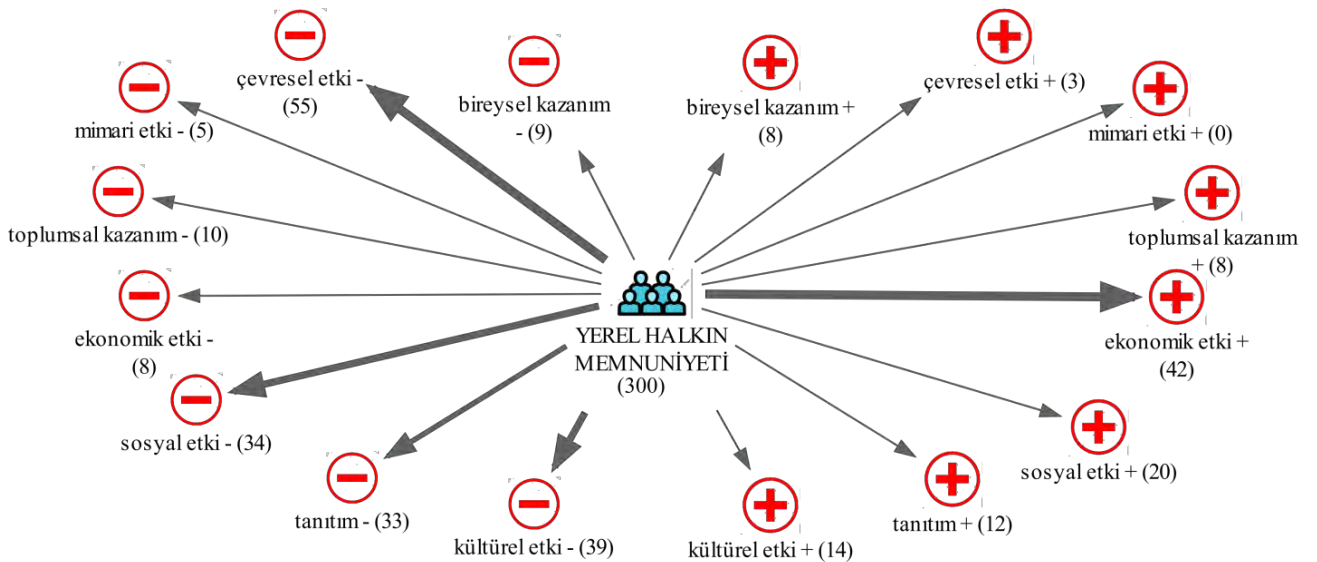 çevresel etki -
(55)
bireysel kazanım
- (9)
bireysel kazanım +
(8)
çevresel etki + (3)
mimari etki - (5)
mimari etki + (0)
toplumsal kazanım - (10)
toplumsal kazanım
+ (8)
ekonomik etki -
(8)
YEREL HALKIN
MEMNUNİYETİ
(300)
ekonomik etki +
(42)
sosyal etki - (34)
sosyal etki + (20)
tanıtım - (33)
tanıtım + (12)
kültürel etki - (39)
kültürel etki + (14)